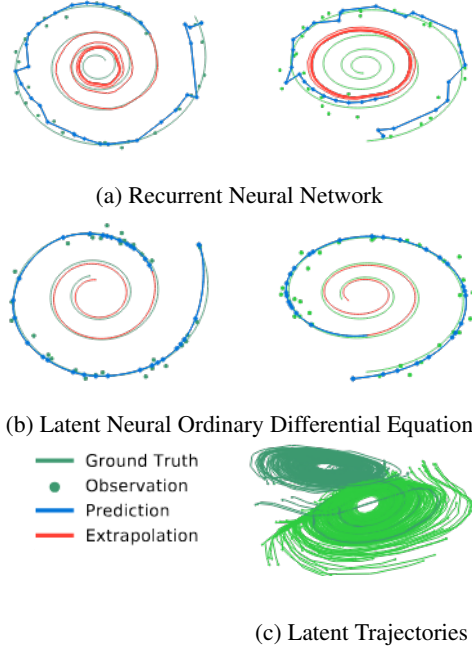 (a) Recurrent Neural Network
(b) Latent Neural Ordinary Differential Equation
Ground Truth
Observation
Prediction
Extrapolation
(c) Latent Trajectories